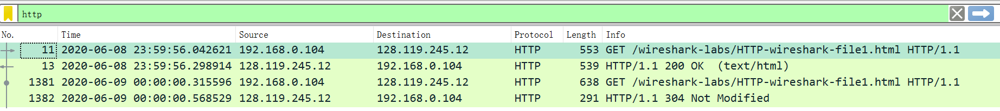 http
No. Time Source Destination Protocol Length Info
11 2020-06-08 23:59:56.042621 192.168.0.104 128.119.245.12 HTTP 553 GET /wireshark-labs/HTTP-wireshark-file1.html HTTP/1.1
13 2020-06-08 23:59:56.298914 128.119.245.12 192.168.0.104 HTTP 539 HTTP/1.1 200 OK  (text/html)
1381 2020-06-09 00:00:00.315596 192.168.0.104 128.119.245.12 HTTP 638 GET /wireshark-labs/HTTP-wireshark-file1.html HTTP/1.1
1382 2020-06-09 00:00:00.568529 128.119.245.12 192.168.0.104 HTTP 291 HTTP/1.1 304 Not Modified